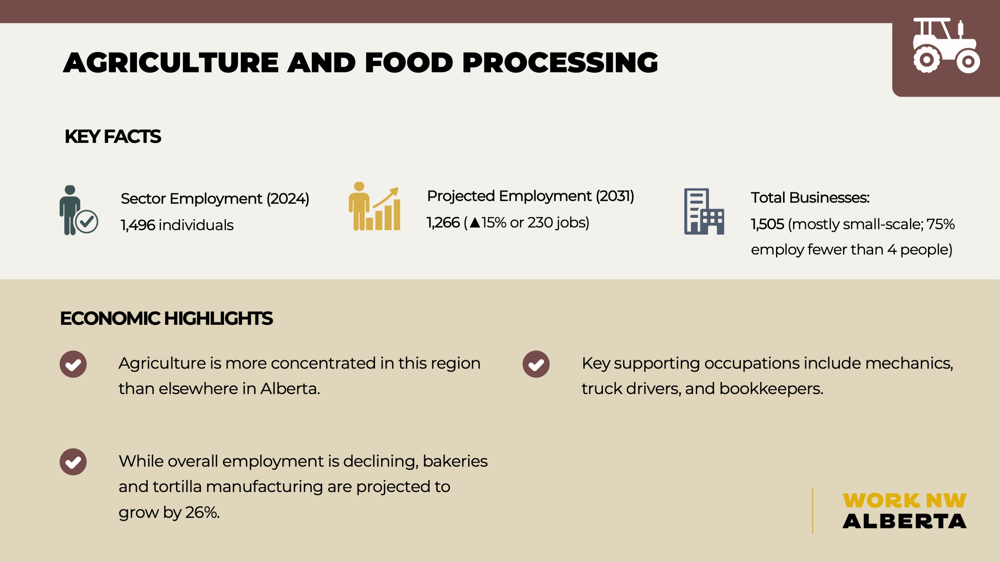 AGRICULTURE AND FOOD PROCESSING
KEY FACTS
Sector Employment (2024)
1,496 individuals
Projected Employment (2031)
1,266 (▲15% or 230 jobs)
Total Businesses:
1,505 (mostly small-scale; 75%
employ fewer than 4 people)
ECONOMIC HIGHLIGHTS
Agriculture is more concentrated in this region
than elsewhere in Alberta.
Key supporting occupations include mechanics,
truck drivers, and bookkeepers.
While overall employment is declining, bakeries
and tortilla manufacturing are projected to
grow by 26%.
WORK NW
ALBERTA